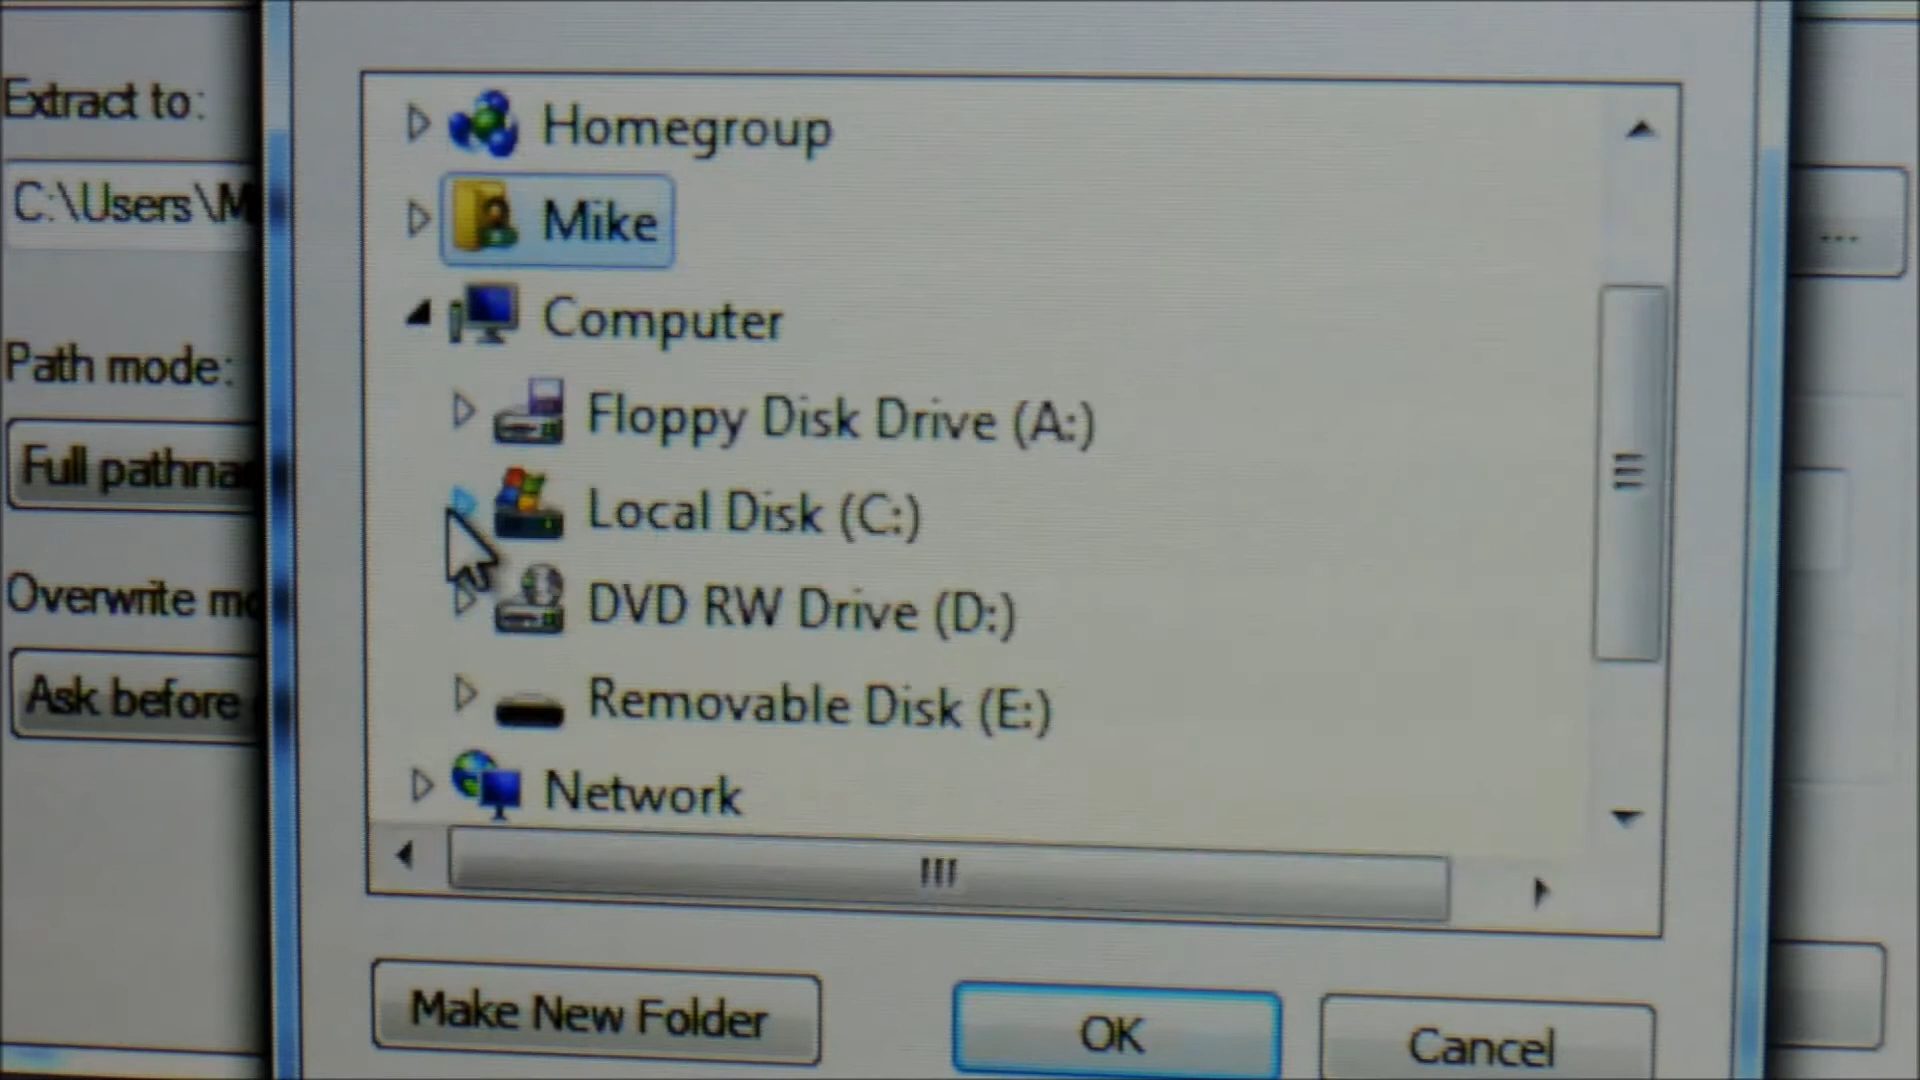 Extract to:
C:\Users\M
...
Path mode:
Full pathna
Overwrite mo
Ask before
Homegroup
Mike
Computer
Floppy Disk Drive (A:)
Local Disk (C:)
DVD RW Drive (D:)
Removable Disk (E:)
Network
Make New Folder
OK
Cancel